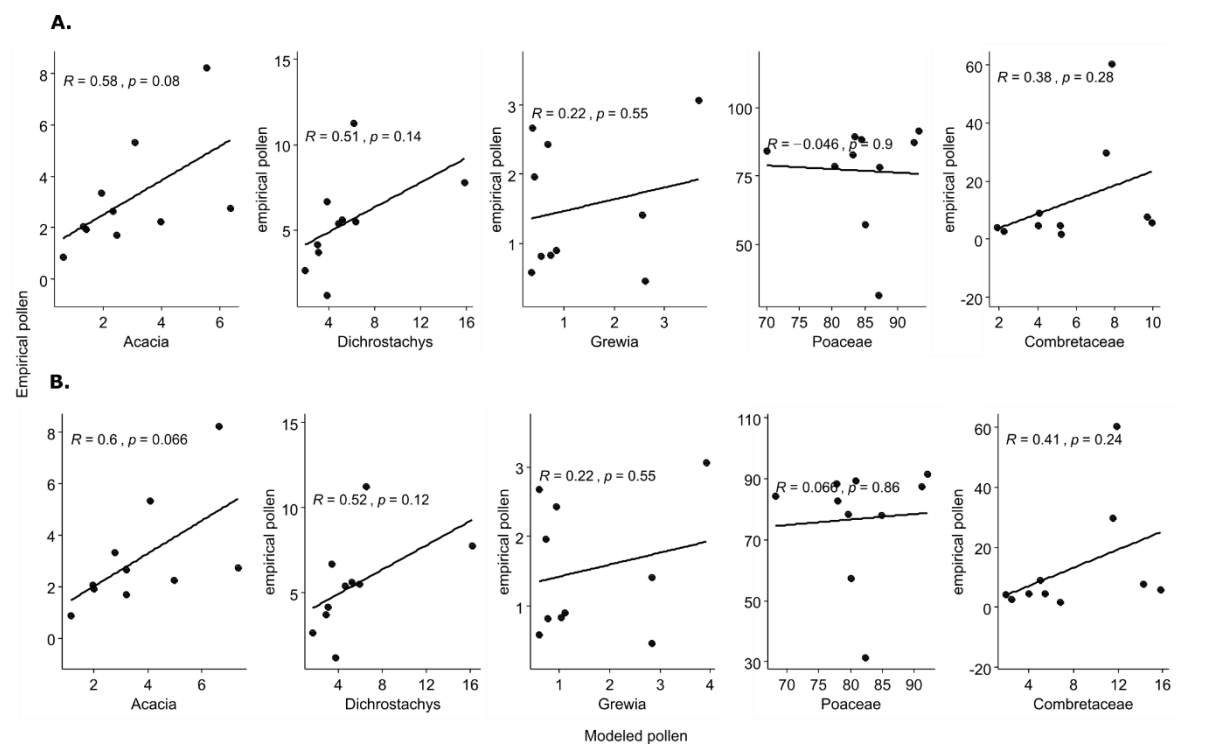 A.
R = 0.58 , p = 0.08
8
6
4
2
0
2 4 6
Acacia
empirical pollen
R = 0.51 , p = 0.14
15
10
5
4 8 12 16
Dichrostachys
empirical pollen
R = 0.22 , p = 0.55
3
2
1
1 2 3
Grewia
empirical pollen
R = −0.046 , p = 0.9
100
75
50
70 75 80 85 90
Poaceae
empirical pollen
R = 0.38 , p = 0.28
60
40
20
0
-20
2 4 6 8 10
Combretaceae
Empirical pollen
B.
R = 0.6 , p = 0.066
8
6
4
2
0
2 4 6
Acacia
empirical pollen
R = 0.52 , p = 0.12
15
10
5
4 8 12 16
Dichrostachys
empirical pollen
R = 0.22 , p = 0.55
3
2
1
1 2 3 4
Grewia
empirical pollen
R = 0.066 , p = 0.86
110
90
70
50
30
70 75 80 85 90
Poaceae
empirical pollen
R = 0.41 , p = 0.24
60
40
20
0
-20
4 8 12 16
Combretaceae
Modeled pollen